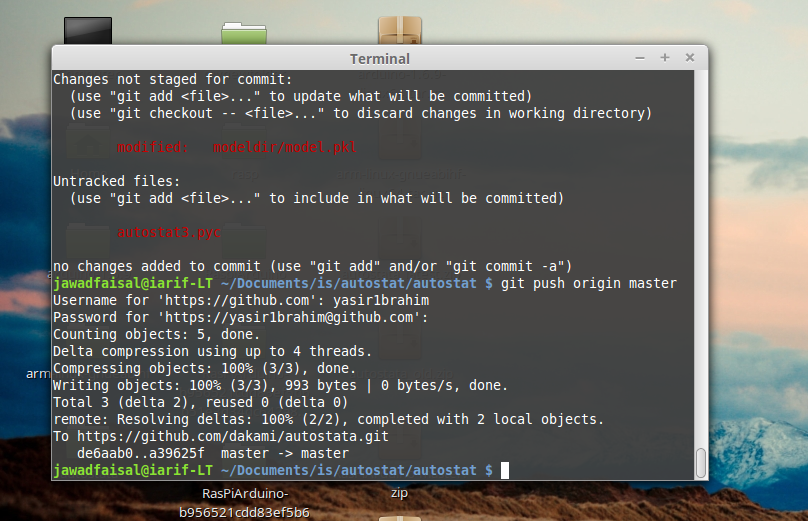 Terminal
Changes not staged for commit:
(use "git add <file>..." to update what will be committed)
(use "git checkout -- <file>..." to discard changes in working directory)
modified: modeldir/model.pkl
Untracked files:
(use "git add <file>..." to include in what will be committed)
autostat3.pyc
no changes added to commit (use "git add" and/or "git commit -a")
jawadfaisal@iarif-LT ~/Documents/is/autostat/autostat $ git push origin master
Username for 'https://github.com': yasir1brahim
Password for 'https://yasir1brahim@github.com':
Counting objects: 5, done.
Delta compression using up to 4 threads.
Compressing objects: 100% (3/3), done.
Writing objects: 100% (3/3), 993 bytes | 0 bytes/s, done.
Total 3 (delta 2), reused 0 (delta 0)
remote: Resolving deltas: 100% (2/2), completed with 2 local objects.
To https://github.com/dakami/autostata.git
de6aab0..a39625f master -> master
jawadfaisal@iarif-LT ~/Documents/is/autostat/autostat $
arm
RasPiArduino-
b956521cdd83ef5b6
zip